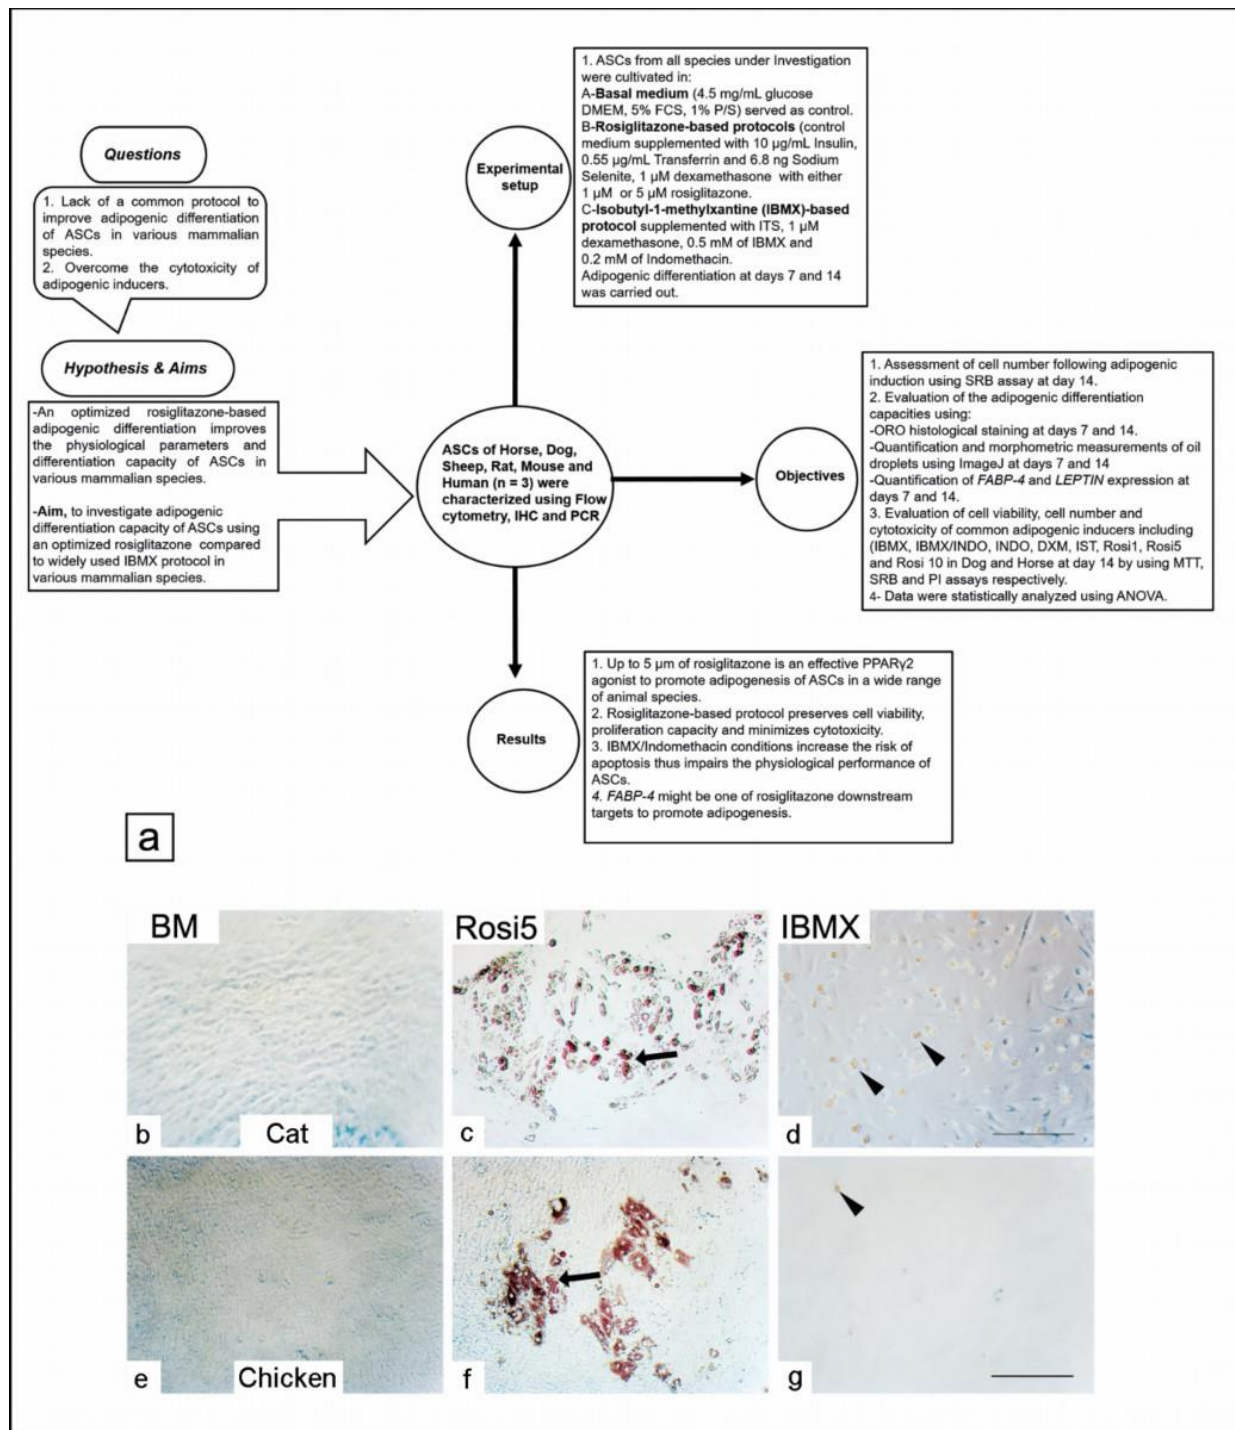 Questions
1. Lack of a common protocol to
improve adipogenic differentiation
of ASCs in various mammalian
species.
2. Overcome the cytotoxicity of
adipogenic inducers.
Hypothesis & Aims
-An optimized rosiglitazone-based
adipogenic differentiation improves
the physiological parameters and
differentiation capacity of ASCs in
various mammalian species.
-Aim, to investigate adipogenic
differentiation capacity of ASCs using
an optimized rosiglitazone compared
to widely used IBMX protocol in
various mammalian species.
Experimental
setup
1. ASCs from all species under Investigation
were cultivated in:
A-Basal medium (4.5 mg/mL glucose
DMEM, 5% FCS, 1% P/S) served as control.
B-Rosiglitazone-based protocols (control
medium supplemented with 10 µg/mL Insulin,
0.55 µg/mL Transferrin and 6.8 ng Sodium
Selenite, 1 µM dexamethasone with either
1 µM or 5 µM rosiglitazone.
C-Isobutyl-1-methylxantine (IBMX)-based
protocol supplemented with ITS, 1 µM
dexamethasone, 0.5 mM of IBMX and
0.2 mM of Indomethacin.
Adipogenic differentiation at days 7 and 14
was carried out.
ASCs of Horse, Dog,
Sheep, Rat, Mouse and
Human (n = 3) were
characterized using Flow
cytometry, IHC and PCR
Objectives
1. Assessment of cell number following adipogenic
induction using SRB assay at day 14.
2. Evaluation of the adipogenic differentiation
capacities using:
-ORO histological staining at days 7 and 14.
-Quantification and morphometric measurements of oil
droplets using ImageJ at days 7 and 14
-Quantification of FABP-4 and LEPTIN expression at
days 7 and 14.
3. Evaluation of cell viability, cell number and
cytotoxicity of common adipogenic inducers including
(IBMX, IBMX/INDO, INDO, DXM, IST, Rosi1, Rosi5
and Rosi 10 in Dog and Horse at day 14 by using MTT,
SRB and PI assays respectively.
4- Data were statistically analyzed using ANOVA.
Results
1. Up to 5 µm of rosiglitazone is an effective PPARγ2
agonist to promote adipogenesis of ASCs in a wide range
of animal species.
2. Rosiglitazone-based protocol preserves cell viability,
proliferation capacity and minimizes cytotoxicity.
3. IBMX/Indomethacin conditions increase the risk of
apoptosis thus impairs the physiological performance of
ASCs.
4. FABP-4 might be one of rosiglitazone downstream
targets to promote adipogenesis.
a
BM
Rosi5
IBMX
b
Cat
c
d
e
Chicken
f
g